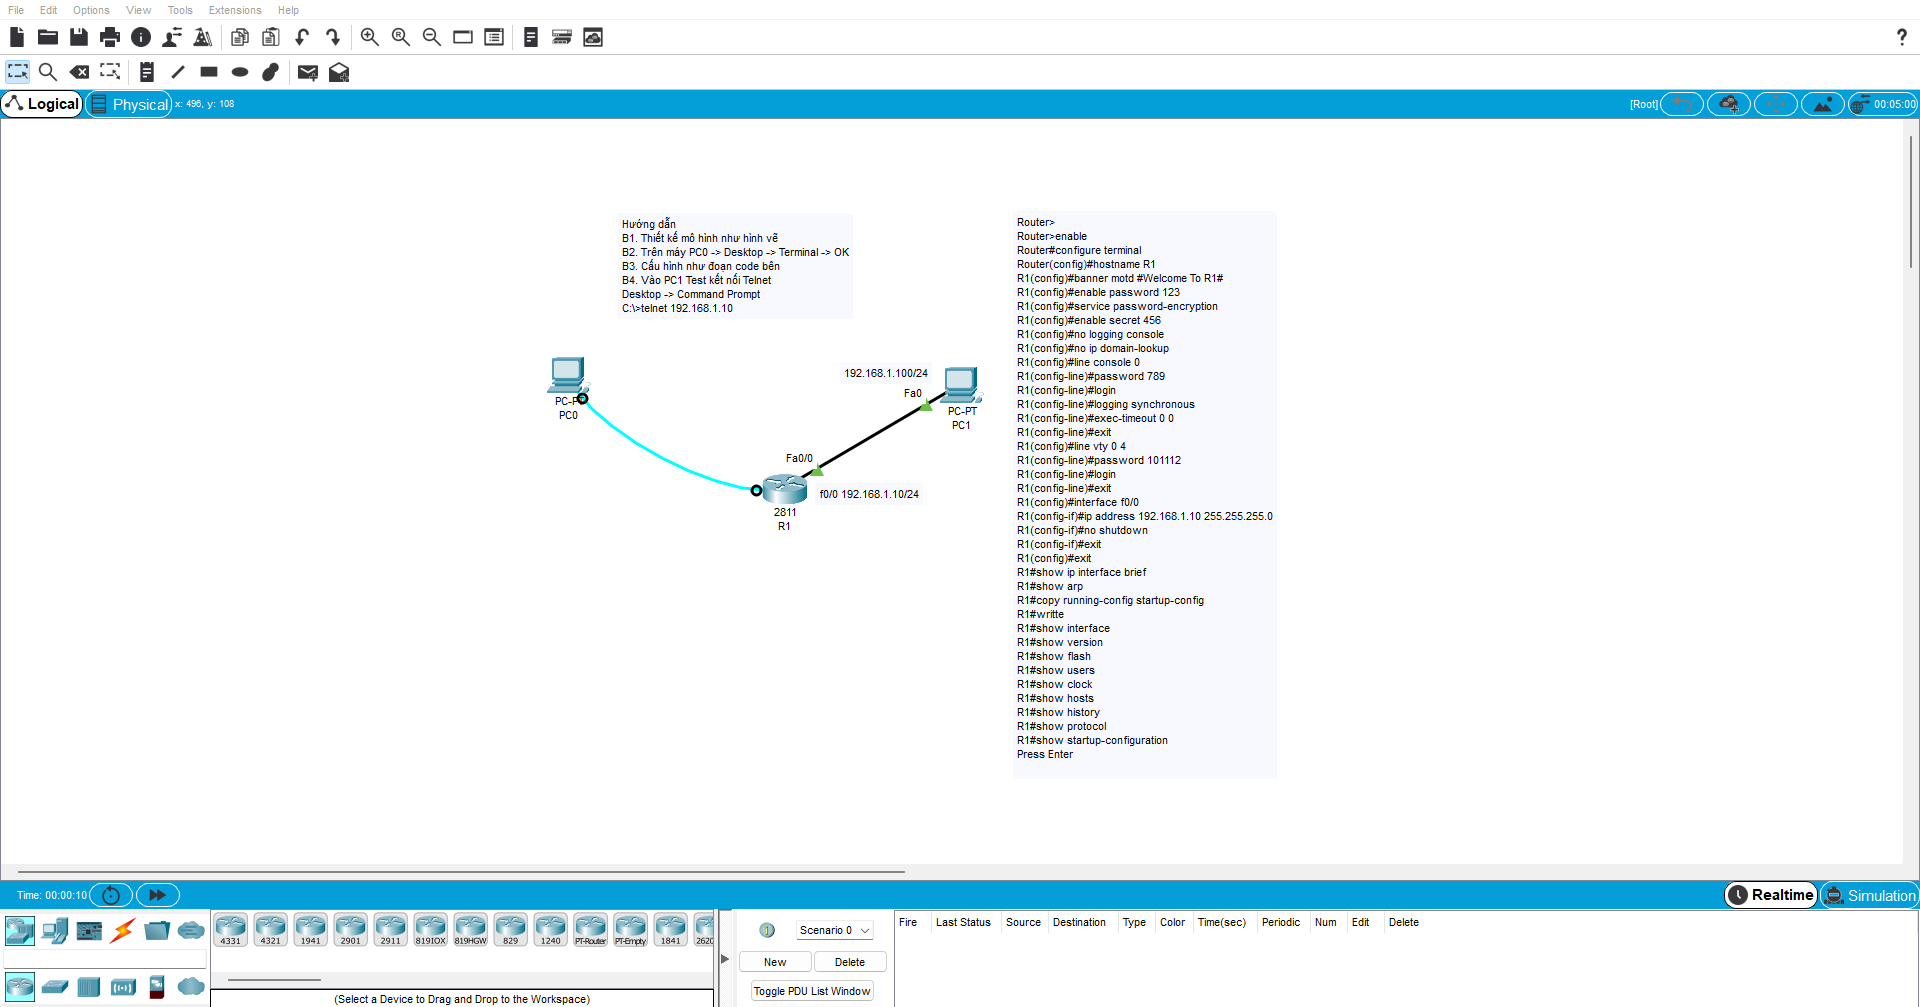 File Edit Options View Tools Extensions Help
Logical Physical x: 496, y: 108 [Root] 00:05:00
Hướng dẫn
B1. Thiết kế mô hình như hình vẽ
B2. Trên máy PC0 -> Desktop -> Terminal -> OK
B3. Cấu hình như đoạn code bên
B4. Vào PC1 Test kết nối Telnet
Desktop -> Command Prompt
C:\>telnet 192.168.1.10
PC0
192.168.1.100/24
Fa0
PC-PT
PC1
Fa0/0
f0/0 192.168.1.10/24
2811
R1
Router>
Router>enable
Router#configure terminal
Router(config)#hostname R1
R1(config)#banner motd #Welcome To R1#
R1(config)#enable password 123
R1(config)#service password-encryption
R1(config)#enable secret 456
R1(config)#no logging console
R1(config)#no ip domain-lookup
R1(config)#line console 0
R1(config-line)#password 789
R1(config-line)#login
R1(config-line)#logging synchronous
R1(config-line)#exec-timeout 0 0
R1(config-line)#exit
R1(config)#line vty 0 4
R1(config-line)#password 101112
R1(config-line)#login
R1(config-line)#exit
R1(config)#interface f0/0
R1(config-if)#ip address 192.168.1.10 255.255.255.0
R1(config-if)#no shutdown
R1(config-if)#exit
R1(config)#exit
R1#show ip interface brief
R1#show arp
R1#copy running-config startup-config
R1#writte
R1#show interface
R1#show version
R1#show flash
R1#show users
R1#show clock
R1#show hosts
R1#show history
R1#show protocol
R1#show startup-configuration
Press Enter
Time: 00:00:10 Realtime Simulation
4331 4321 1941 2901 2911 819IOX 819HGW 829 1240 PT-Router PT-Empty 1841 2620
(Select a Device to Drag and Drop to the Workspace)
Scenario 0
New Delete
Toggle PDU List Window
Fire Last Status Source Destination Type Color Time(sec) Periodic Num Edit Delete